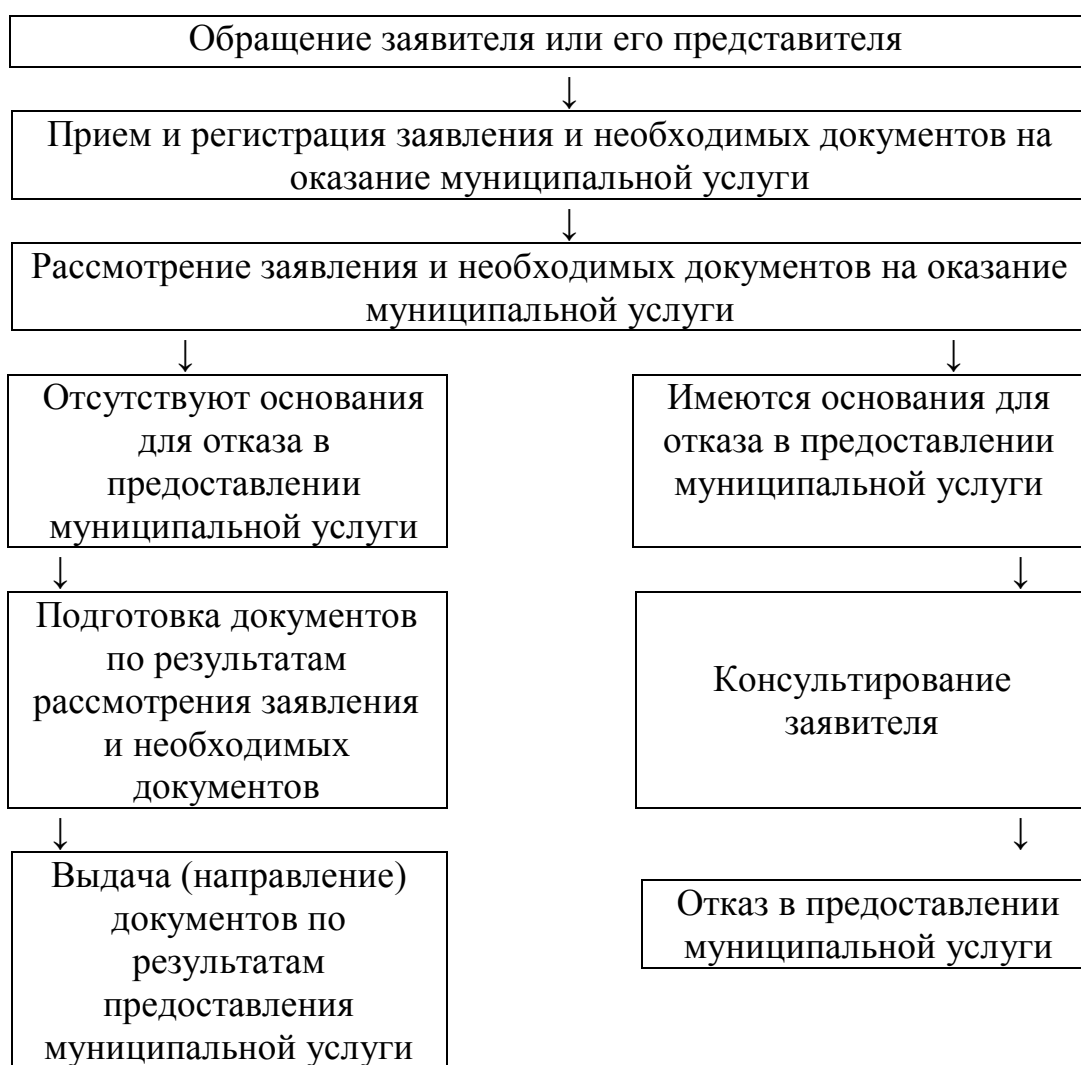 Обращение заявителя или его представителя
↓
Прием и регистрация заявления и необходимых документов на
оказание муниципальной услуги
↓
Рассмотрение заявления и необходимых документов на оказание
муниципальной услуги
↓
Отсутствуют основания
для отказа в
предоставлении
муниципальной услуги
↓
Подготовка документов
по результатам
рассмотрения заявления
и необходимых
документов
↓
Выдача (направление)
документов по
результатам
предоставления
муниципальной услуги
↓
Имеются основания для
отказа в предоставлении
муниципальной услуги
↓
Консультирование
заявителя
↓
Отказ в предоставлении
муниципальной услуги